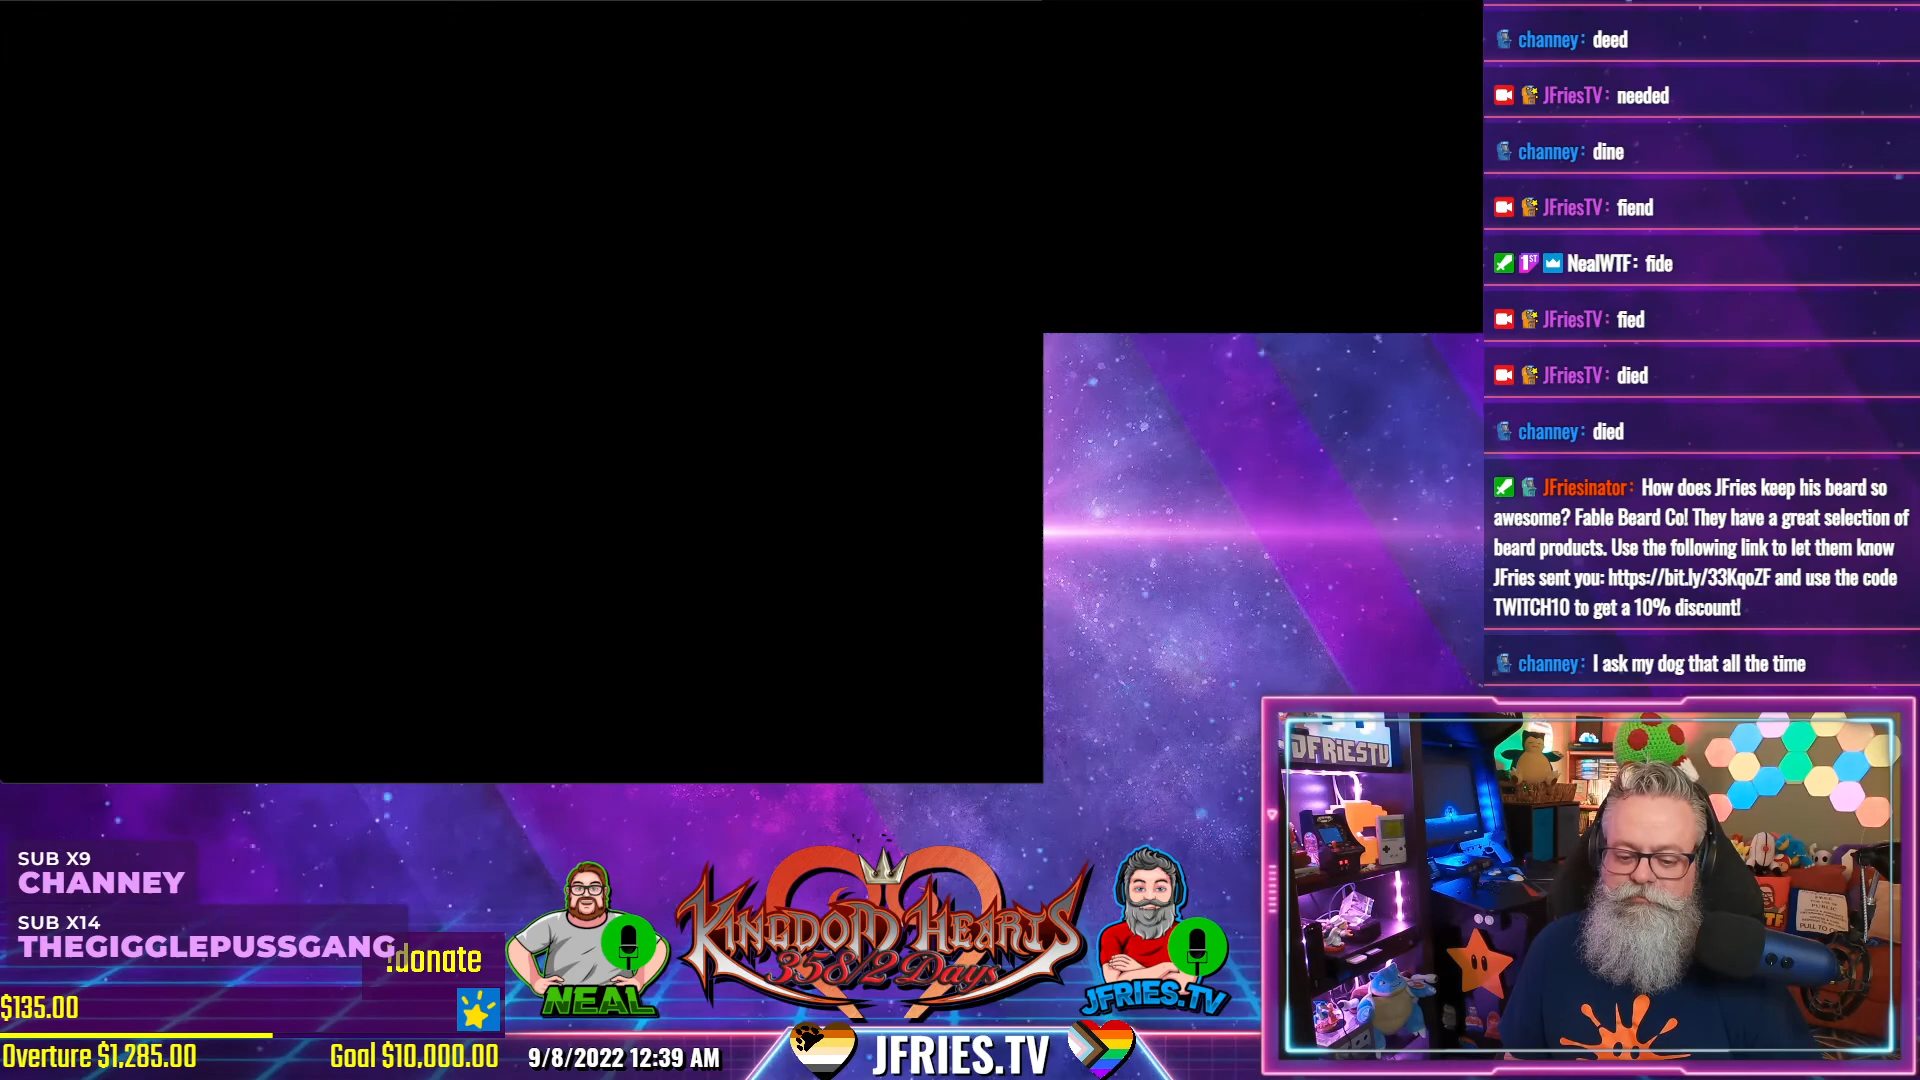 channey: deed
JFriesTV: needed
channey: dine
JFriesTV: fiend
1ST NealWTF: fide
JFriesTV: fied
JFriesTV: died
channey: died
JFriesinator: How does JFries keep his beard so
awesome? Fable Beard Co! They have a great selection of
beard products. Use the following link to let them know
JFries sent you: https://bit.ly/33KqoZF and use the code
TWITCH10 to get a 10% discount!
channey: I ask my dog that all the time
JFRIESTV
SUB X9
CHANNEY
SUB X14
THEGIGGLEPUSSGANG
!donate
$135.00
Overture $1,285.00
Goal $10,000.00
9/8/2022 12:39 AM
NEAL
KINGDOM HEARTS
358/2 Days
JFRIES.TV
JFRIES.TV